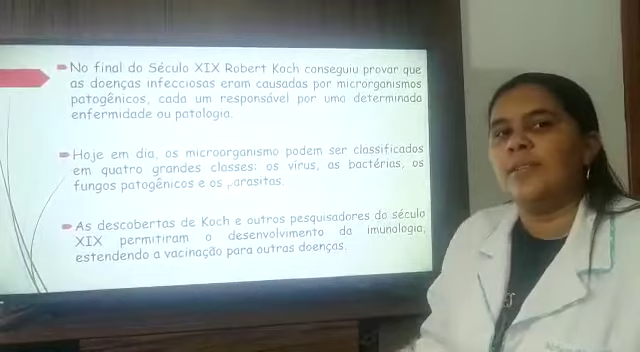 No final do Século XIX Robert Koch conseguiu provar que
as doenças infecciosas eram causadas por microrganismos
patogênicos, cada um responsável por uma determinada
enfermidade ou patologia.
Hoje em dia, os microorganismo podem ser classificados
em quatro grandes classes: os vírus, as bactérias, os
fungos patogênicos e os parasitas.
As descobertas de Koch e outros pesquisadores do século
XIX permitiram o desenvolvimento da imunologia,
estendendo a vacinação para outras doenças.